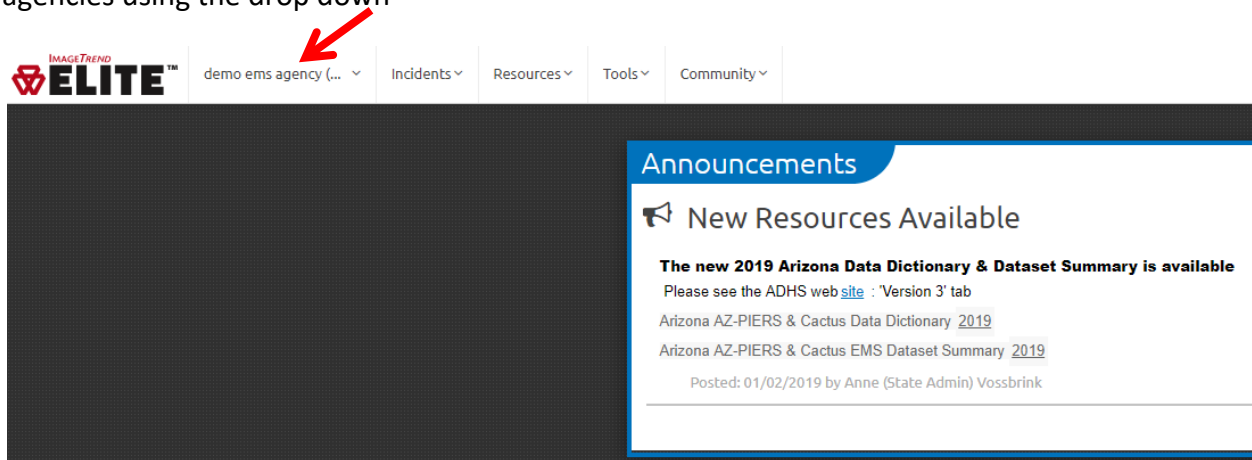 agencies using the drop down
IMAGETREND
ELITE™
demo ems agency (... Incidents Resources Tools Community
Announcements
New Resources Available
The new 2019 Arizona Data Dictionary & Dataset Summary is available
Please see the ADHS web site : 'Version 3' tab
Arizona AZ-PIERS & Cactus Data Dictionary 2019
Arizona AZ-PIERS & Cactus EMS Dataset Summary 2019
Posted: 01/02/2019 by Anne (State Admin) Vossbrink